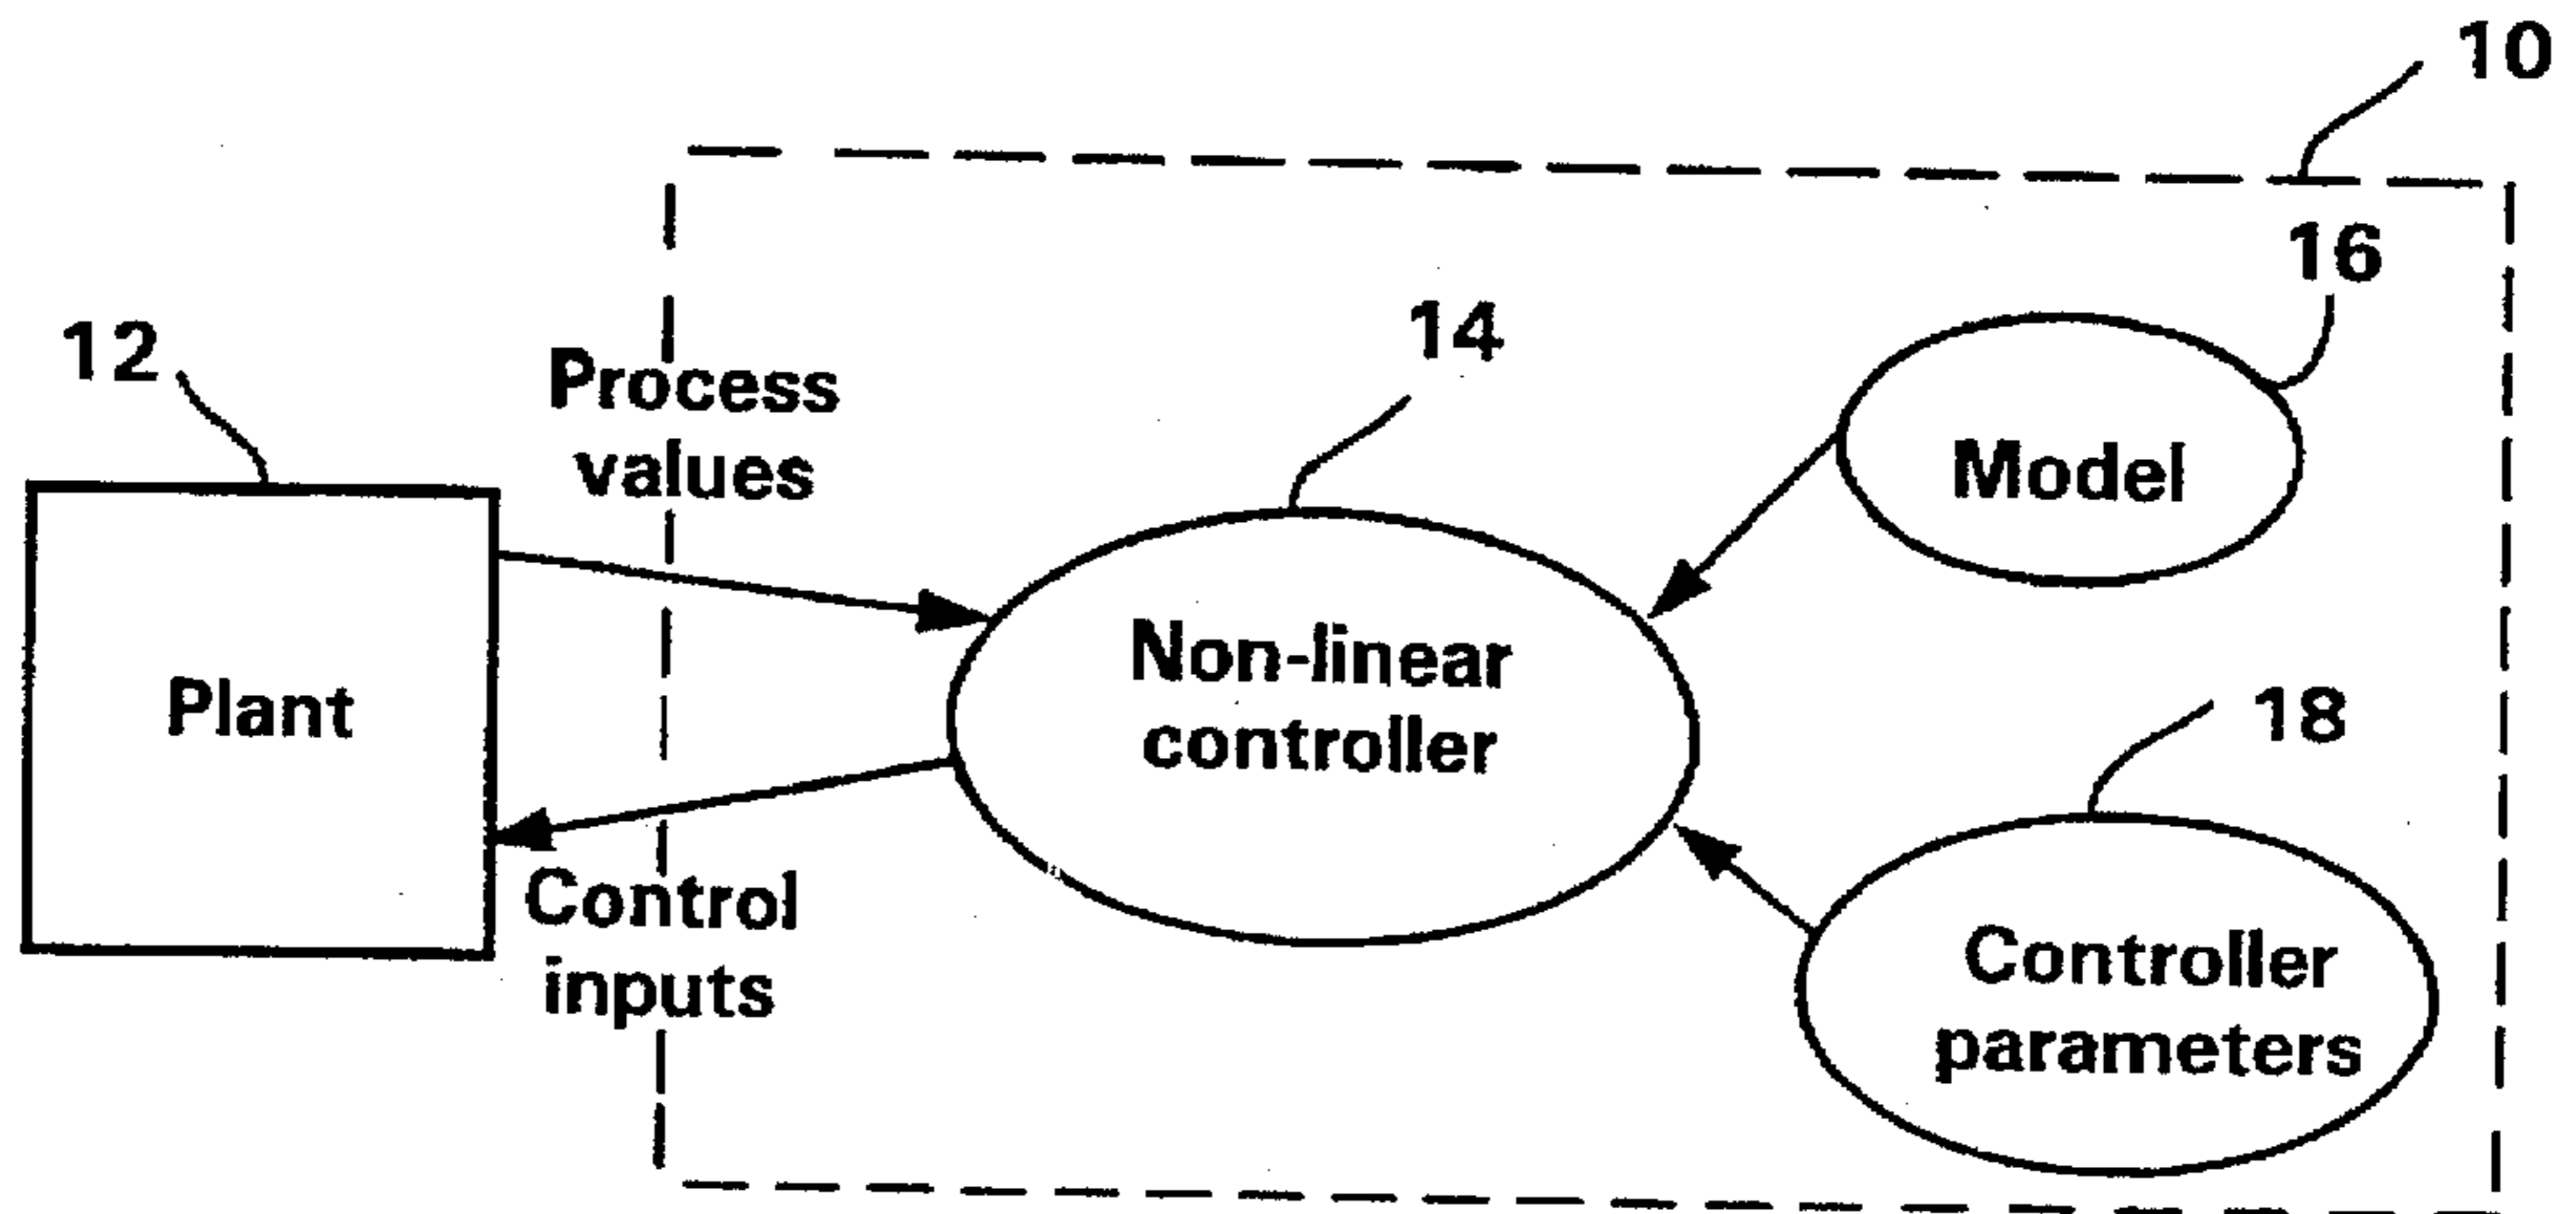 10
16
14
12
Process
values
Model
Non-linear
controller
Plant
18
Control
inputs
Controller
parameters